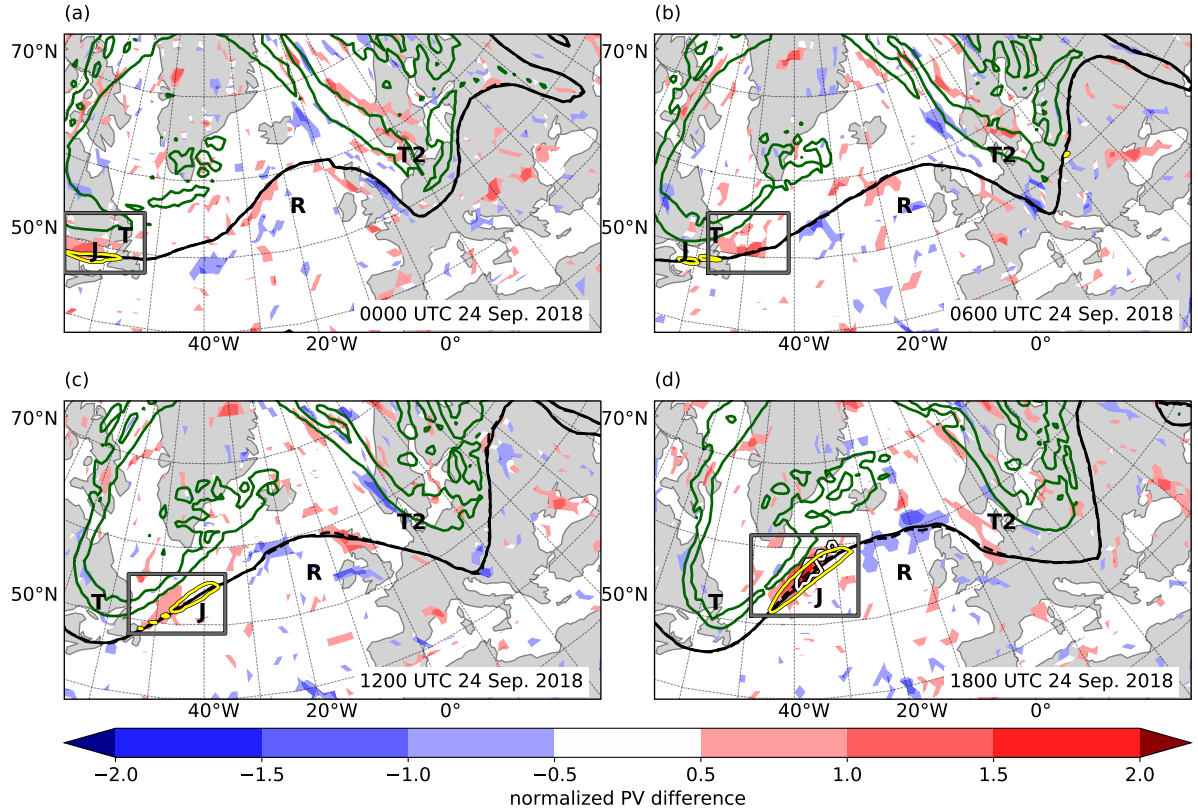 (a) (b)
70°N 70°N
T2 T2
R R
50°N T 50°N T
J J
0000 UTC 24 Sep. 2018 0600 UTC 24 Sep. 2018
40°W 20°W 0° 40°W 20°W 0°
(c) (d)
70°N 70°N
T2 T2
R R
50°N T J 50°N T J
1200 UTC 24 Sep. 2018 1800 UTC 24 Sep. 2018
40°W 20°W 0° 40°W 20°W 0°
−2.0 −1.5 −1.0 −0.5 0.5 1.0 1.5 2.0
normalized PV difference